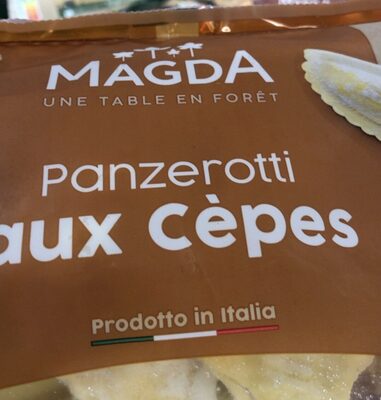 MAGDA
UNE TABLE EN FORÊT
Panzerotti
aux Cèpes
Prodotto in Italia